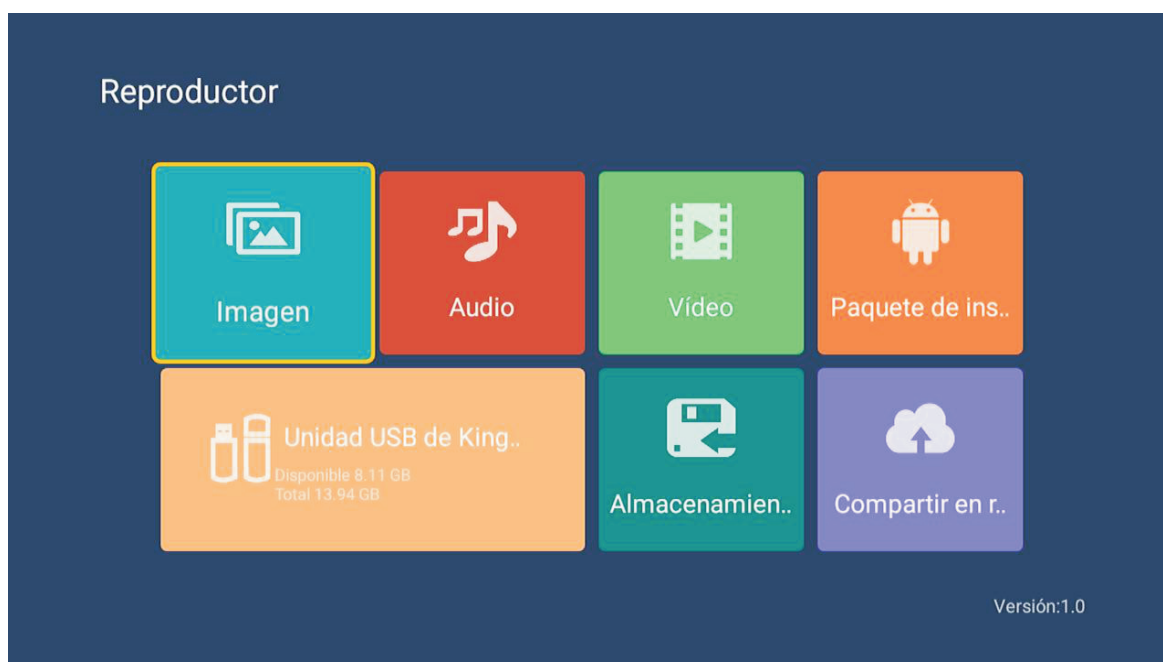 Reproductor
Imagen
Audio
Vídeo
Paquete de ins..
Unidad USB de King..
Disponible 8.11 GB
Total 13.94 GB
Almacenamien..
Compartir en r..
Versión:1.0